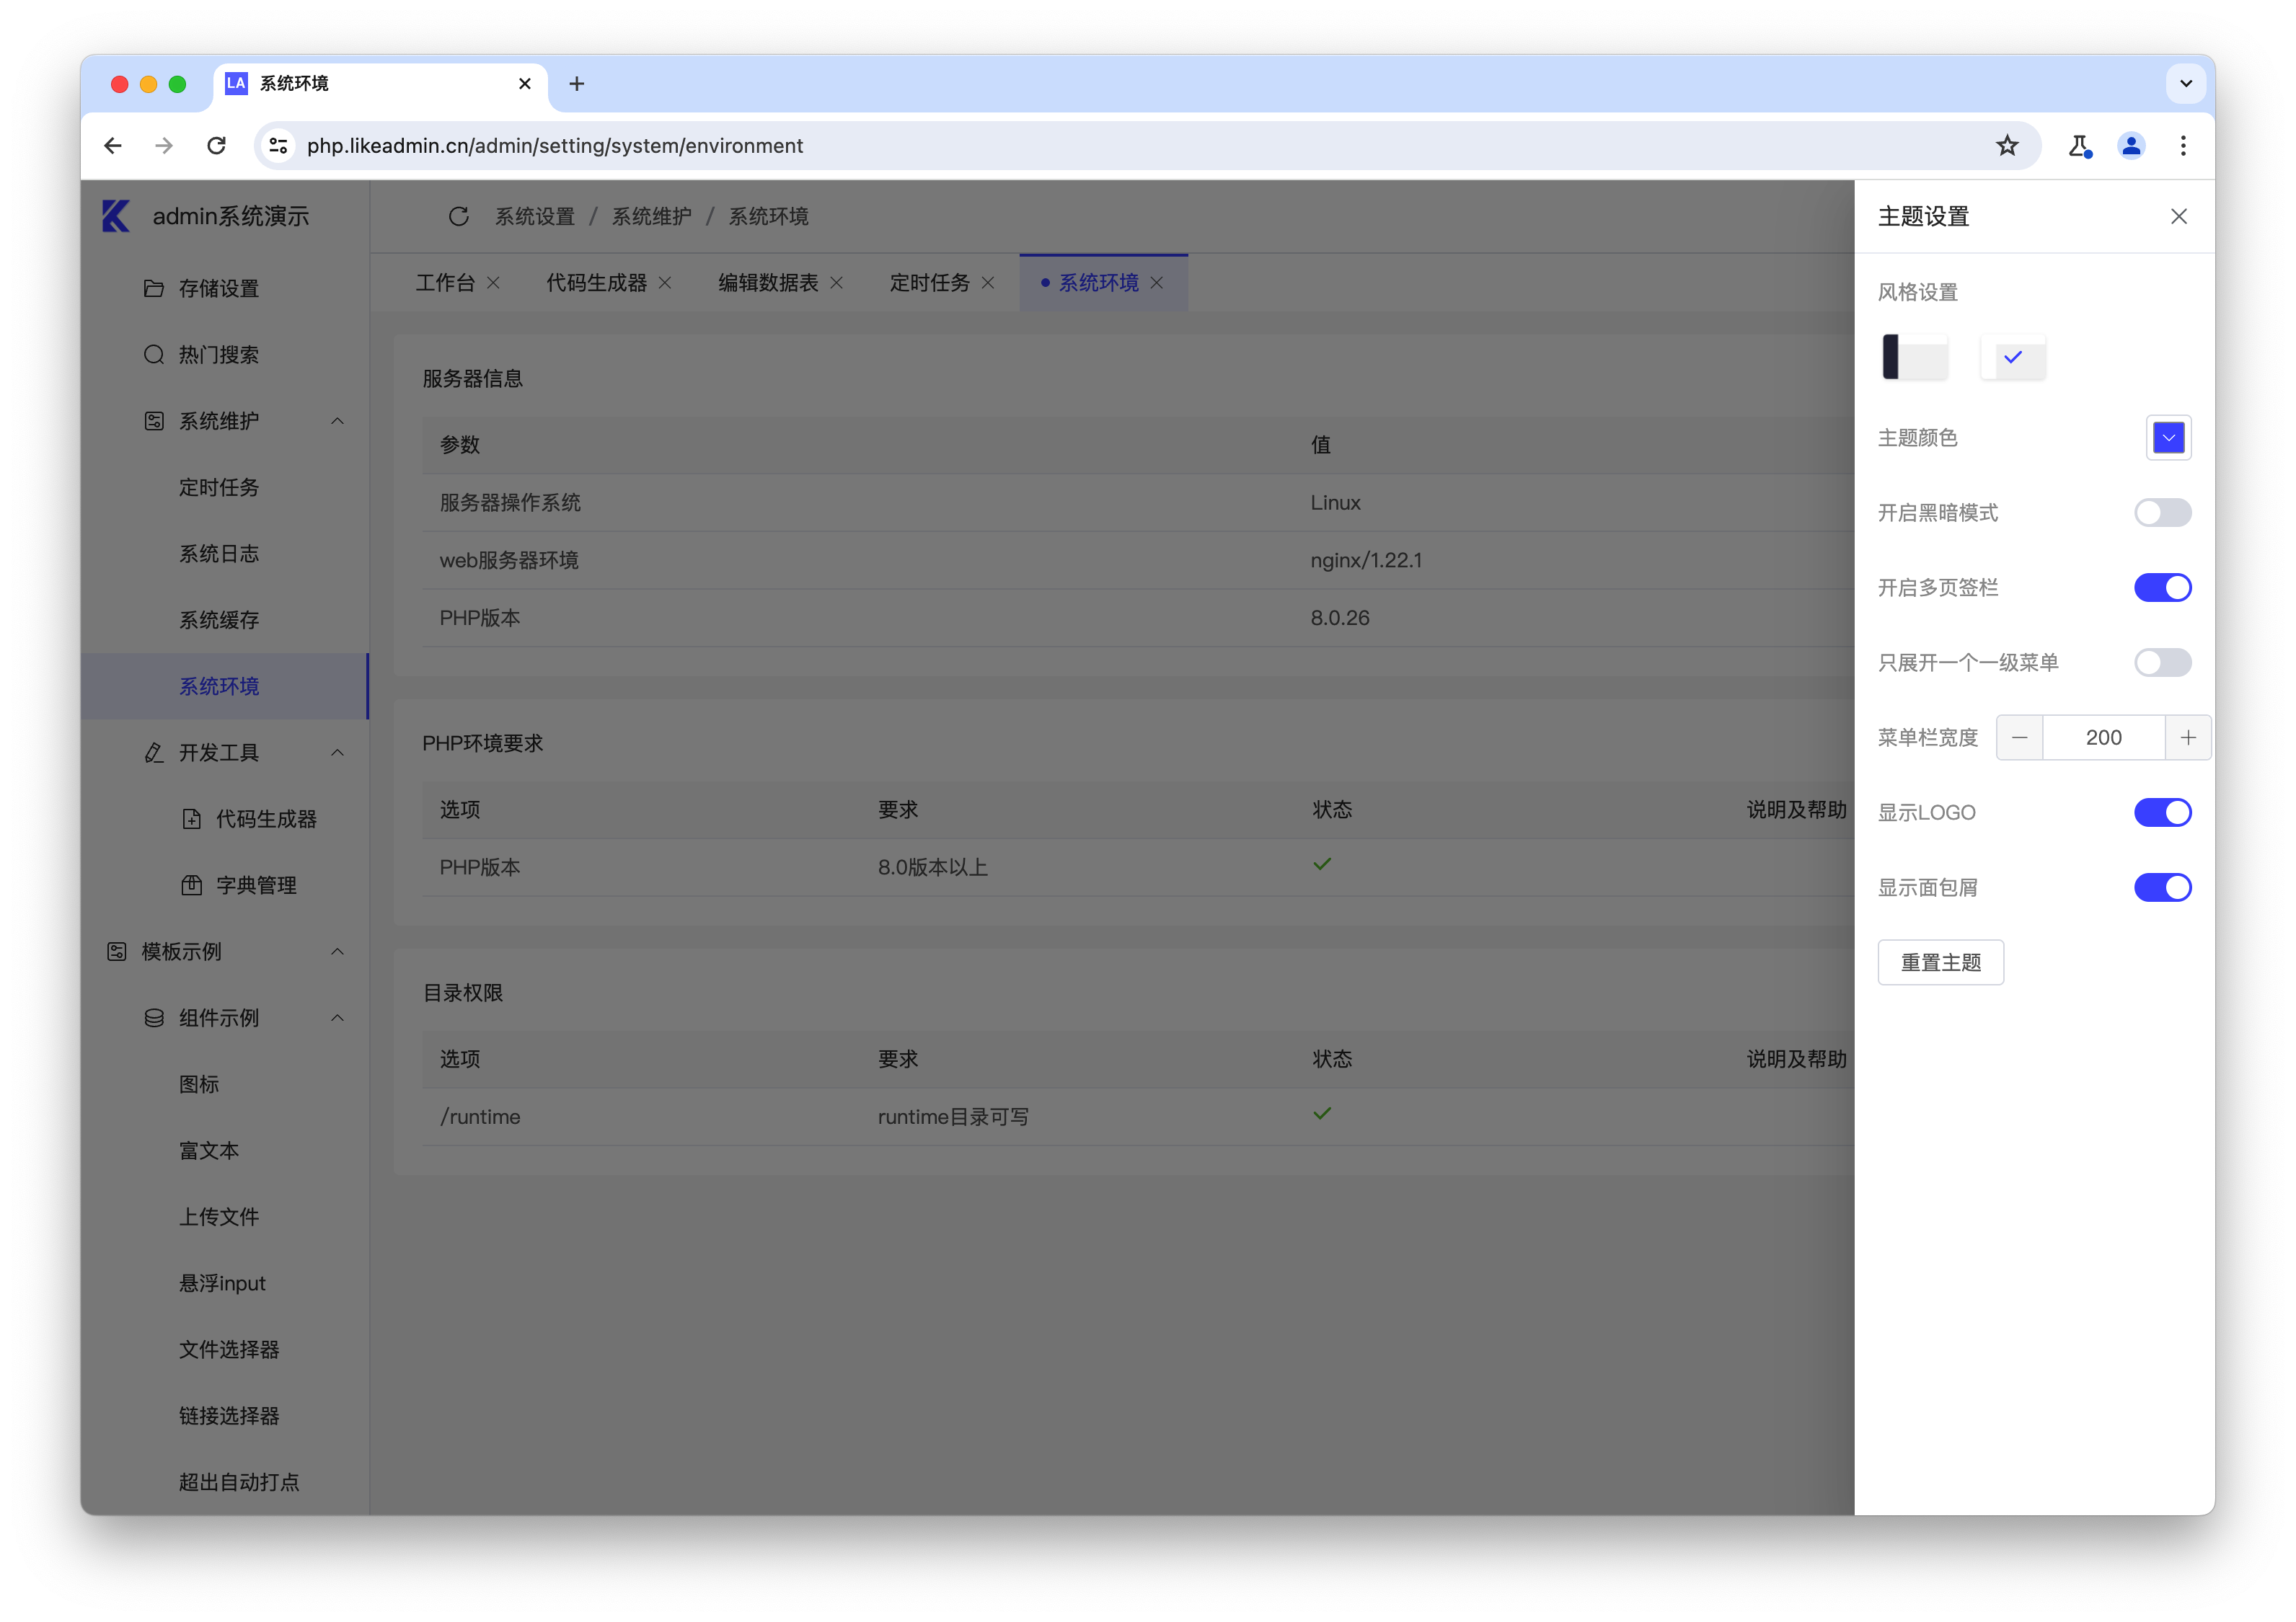 LA 系统环境
php.likeadmin.cn/admin/setting/system/environment
admin系统演示
存储设置
热门搜索
系统维护
定时任务
系统日志
系统缓存
系统环境
开发工具
代码生成器
字典管理
模板示例
组件示例
图标
富文本
上传文件
悬浮input
文件选择器
链接选择器
超出自动打点
系统设置 / 系统维护 / 系统环境
工作台 代码生成器 编辑数据表 定时任务 系统环境
服务器信息
参数 值
服务器操作系统 Linux
web服务器环境 nginx/1.22.1
PHP版本 8.0.26
PHP环境要求
选项 要求 状态 说明及帮助
PHP版本 8.0版本以上
目录权限
选项 要求 状态 说明及帮助
/runtime runtime目录可写
主题设置
风格设置
主题颜色
开启黑暗模式
开启多页签栏
只展开一个一级菜单
菜单栏宽度 200
显示LOGO
显示面包屑
重置主题